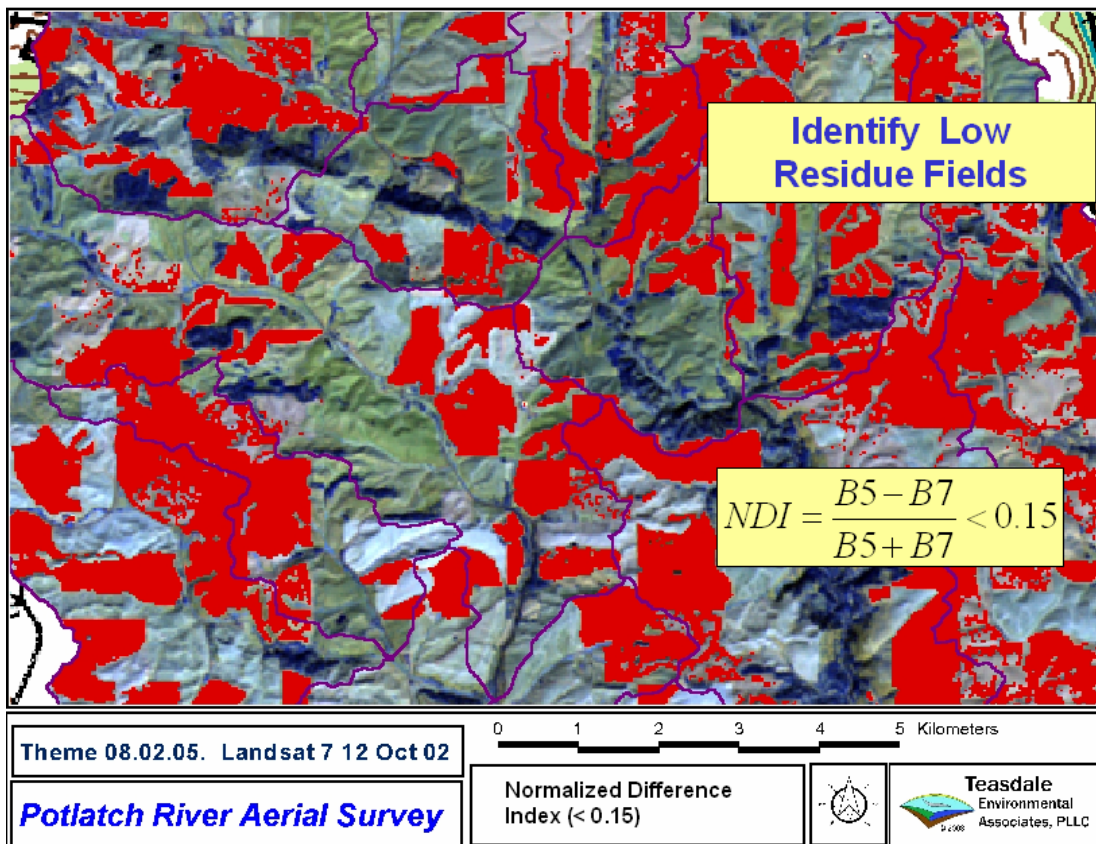 Identify Low
Residue Fields
NDI = (B5 − B7) / (B5 + B7) < 0.15
0 1 2 3 4 5 Kilometers
Theme 08.02.05. Landsat 7 12 Oct 02
Potlatch River Aerial Survey
Normalized Difference
Index (< 0.15)
Teasdale
Environmental
Associates, PLLC